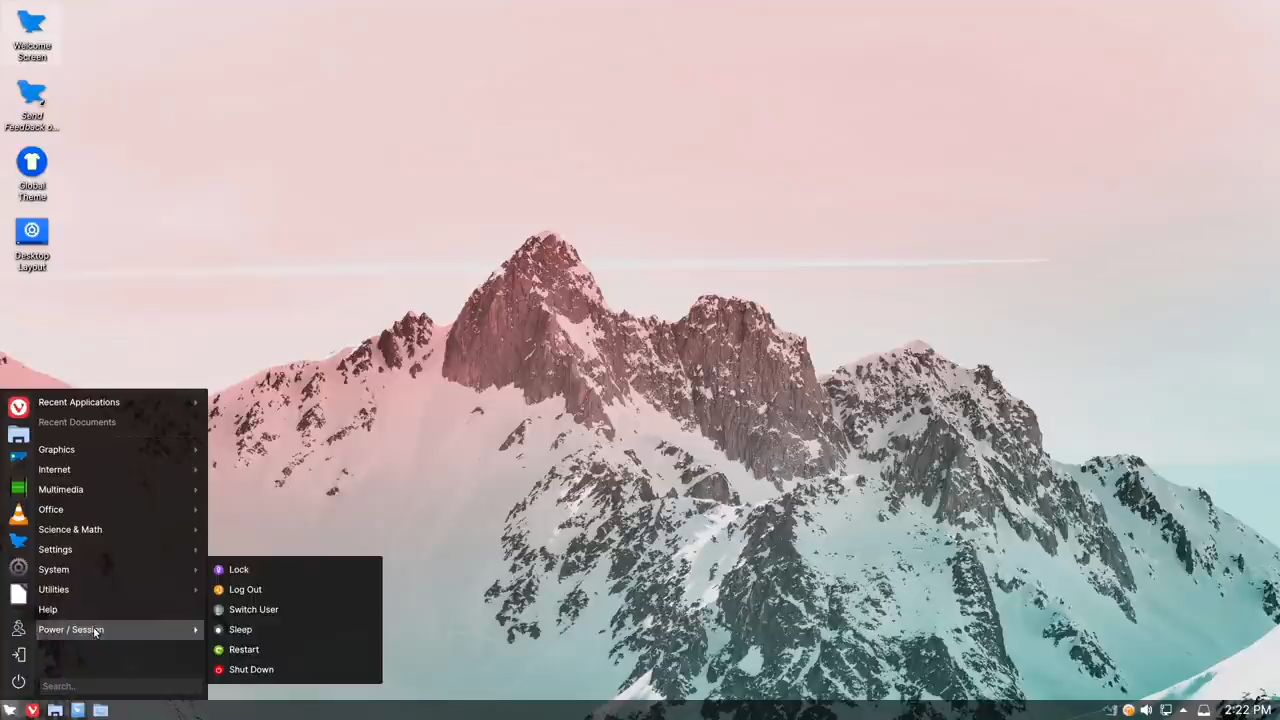 Welcome
Screen
Send
Feedback o...
Global
Theme
Desktop
Layout
Recent Applications
Recent Documents
Graphics
Internet
Multimedia
Office
Science & Math
Settings
System
Utilities
Help
Power / Session
Search..
Lock
Log Out
Switch User
Sleep
Restart
Shut Down
2:22 PM